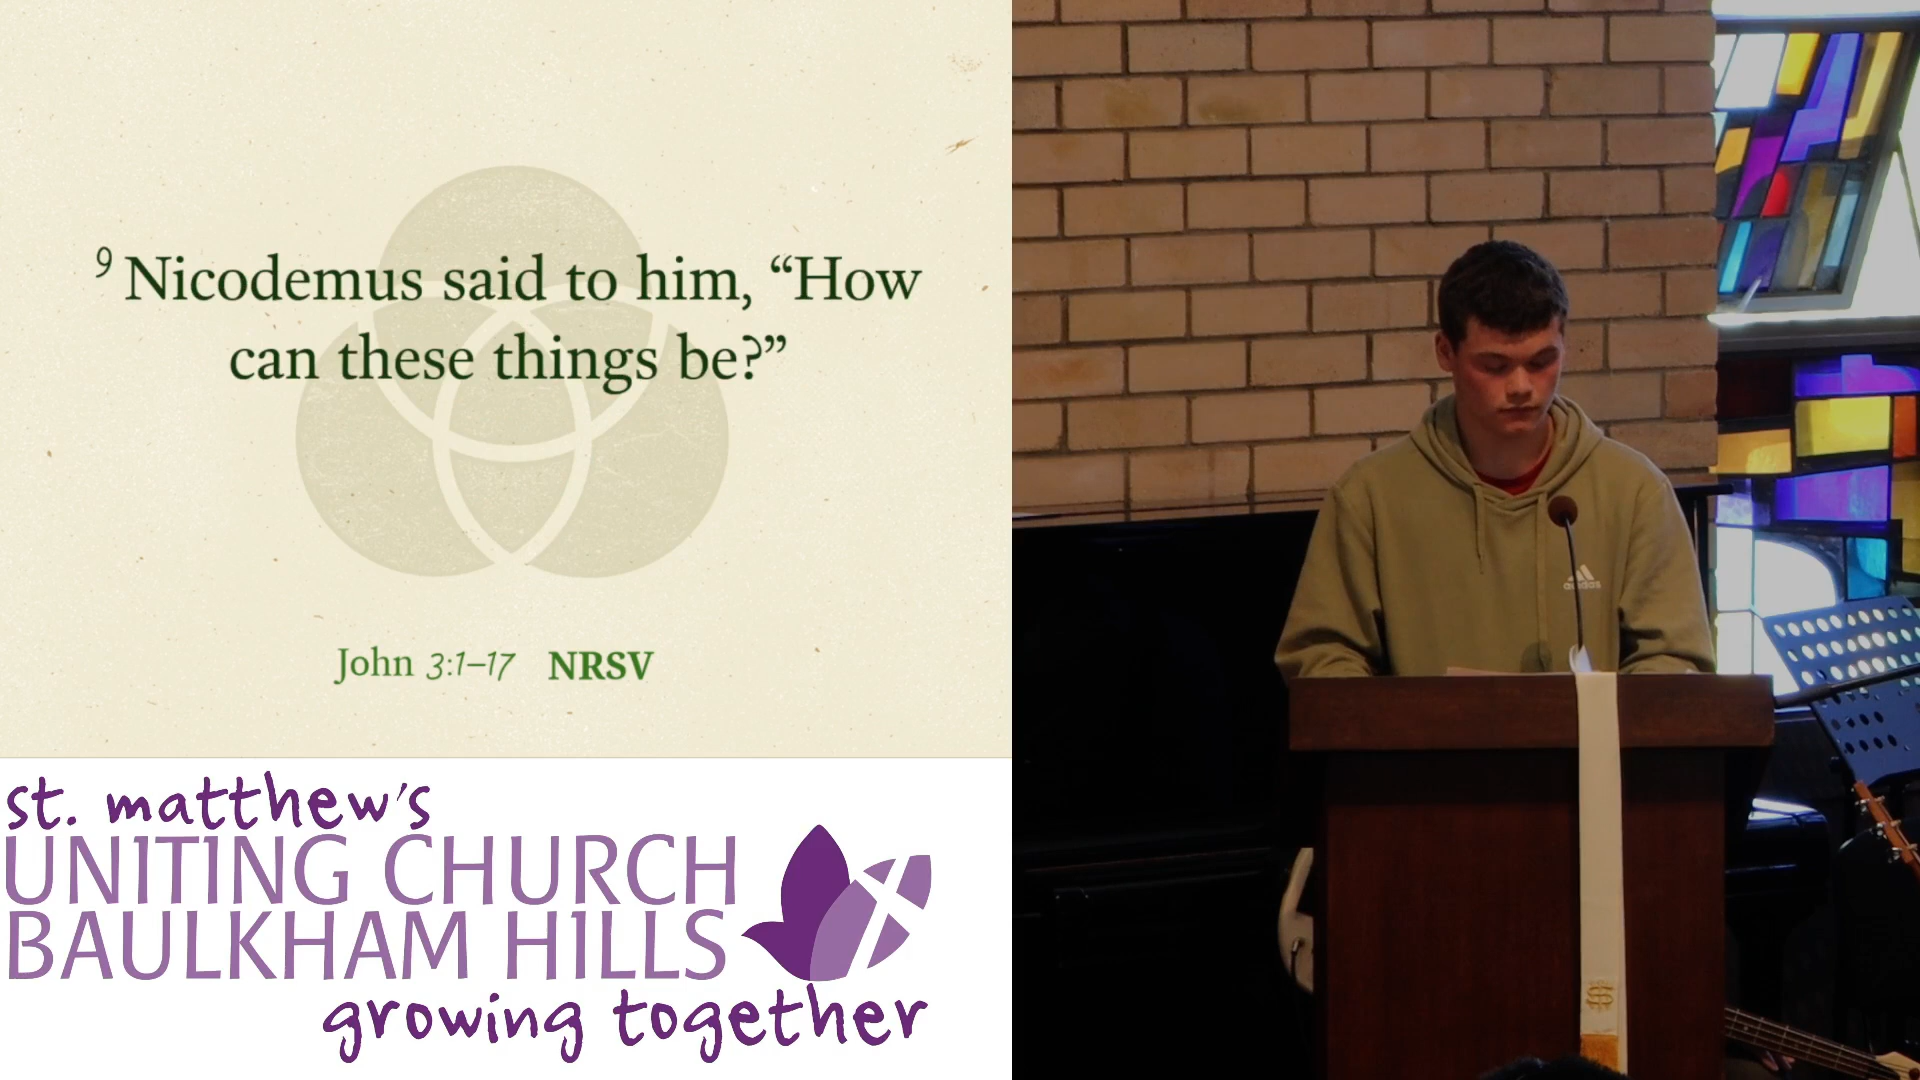 9 Nicodemus said to him, “How
can these things be?”
John 3:1–17 NRSV
st. matthew's
UNITING CHURCH
BAULKHAM HILLS
growing together
adidas